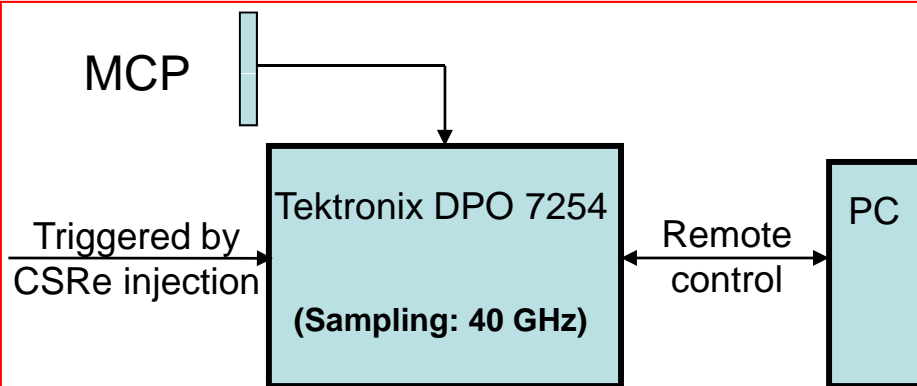 MCP
Tektronix DPO 7254
(Sampling: 40 GHz)
Triggered by
CSRe injection
Remote
control
PC